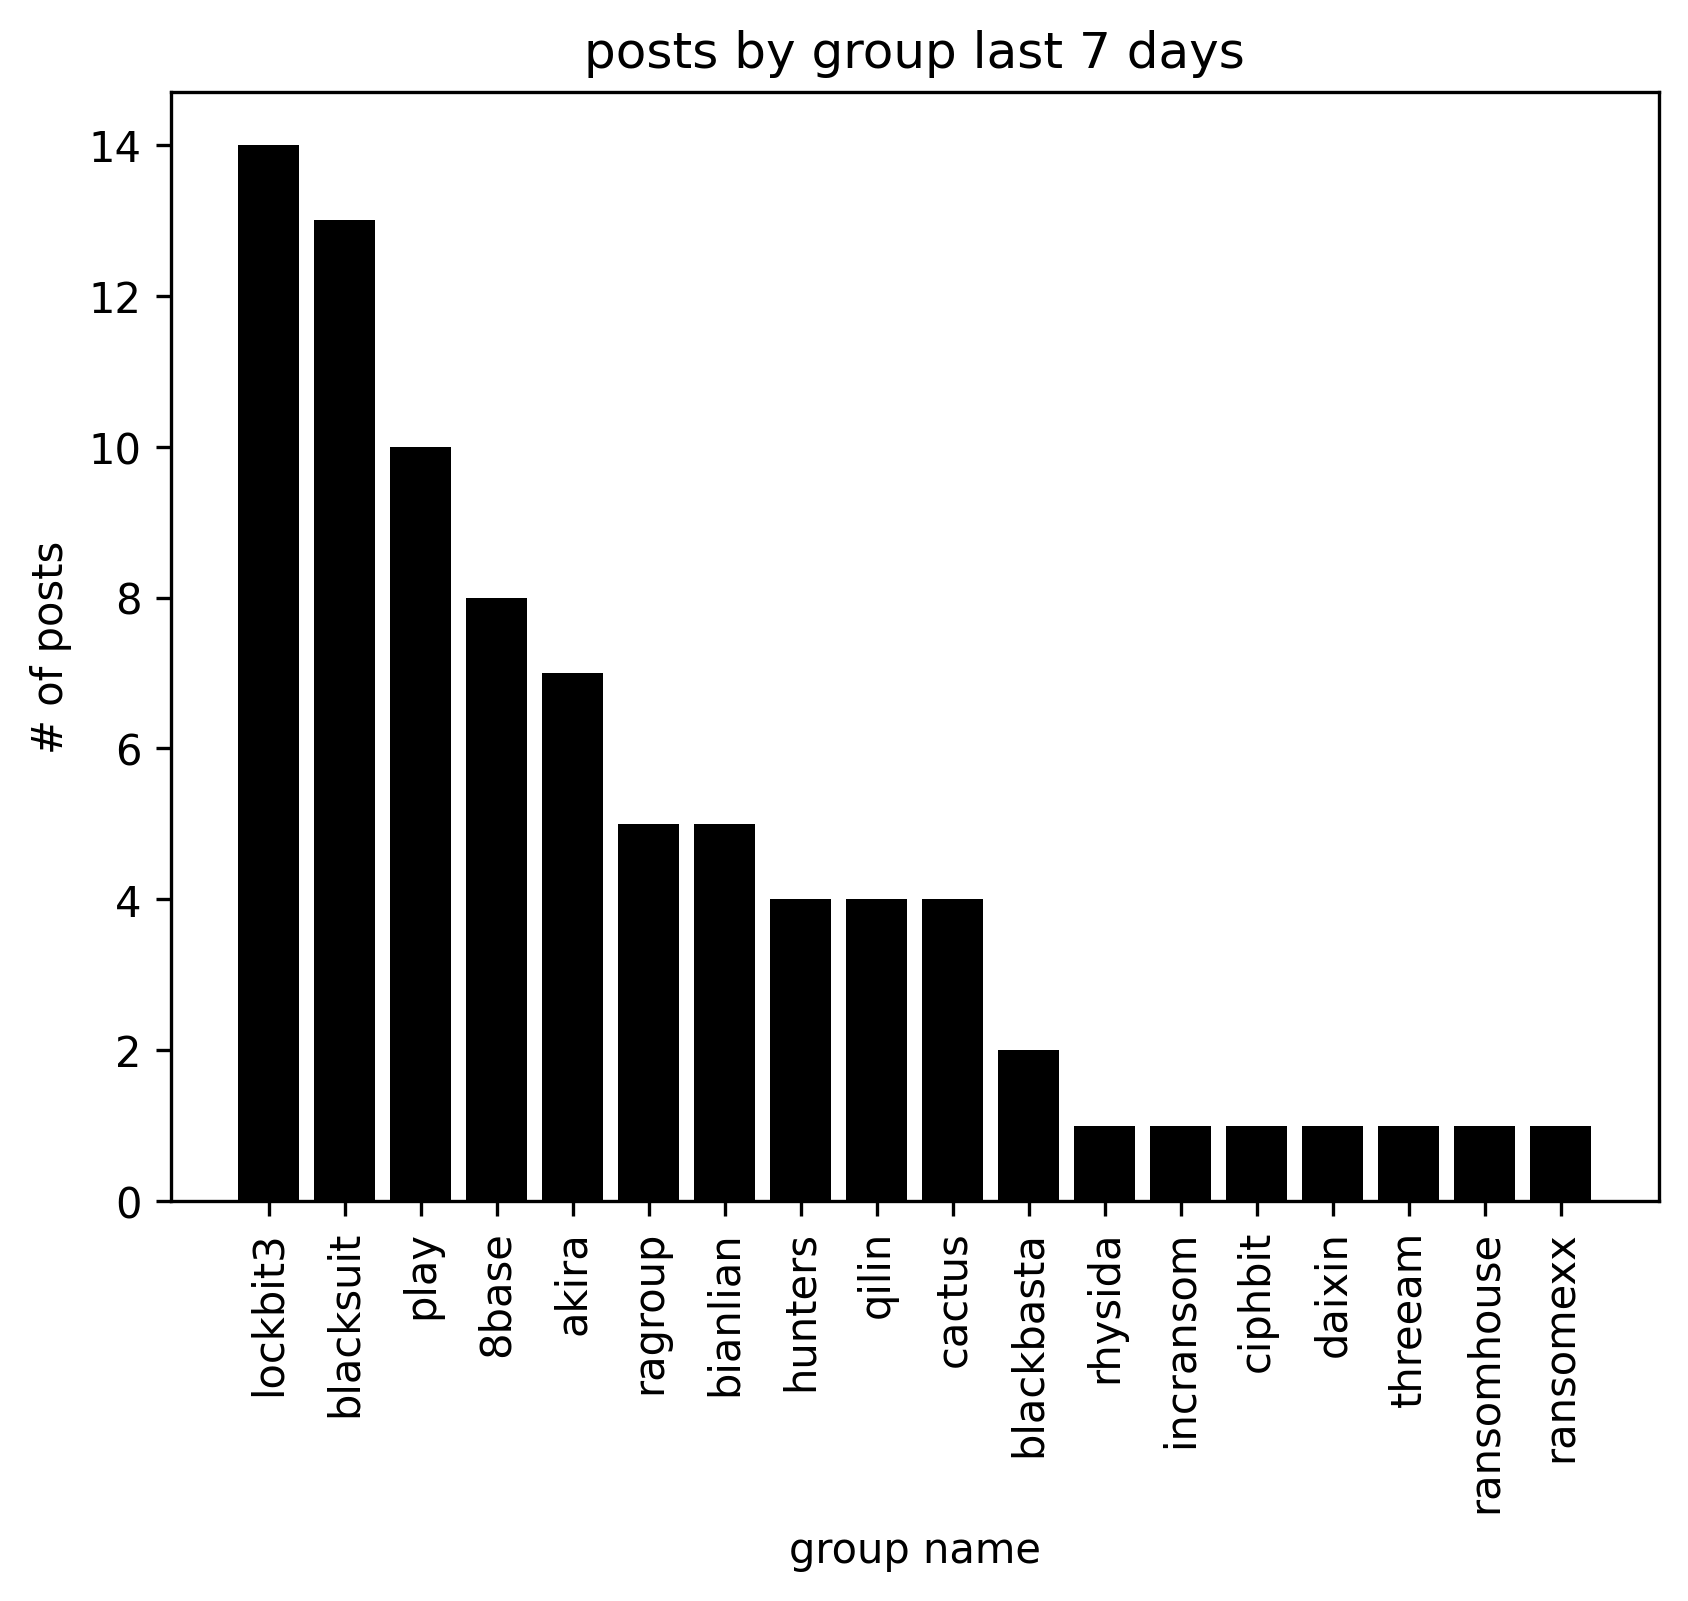 posts by group last 7 days
14
12
10
8
6
4
2
0
# of posts
lockbit3
blacksuit
play
8base
akira
ragroup
bianlian
hunters
qilin
cactus
blackbasta
rhysida
incransom
ciphbit
daixin
threeam
ransomhouse
ransomexx
group name